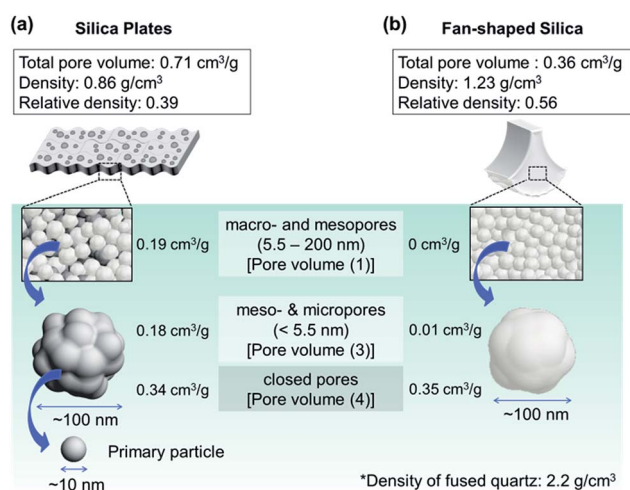 (a)
Silica Plates
Total pore volume: 0.71 cm³/g
Density: 0.86 g/cm³
Relative density: 0.39
(b)
Fan-shaped Silica
Total pore volume : 0.36 cm³/g
Density: 1.23 g/cm³
Relative density: 0.56
0.19 cm³/g
macro- and mesopores
(5.5 – 200 nm)
[Pore volume (1)]
0 cm³/g
0.18 cm³/g
meso- & micropores
(< 5.5 nm)
[Pore volume (3)]
0.01 cm³/g
0.34 cm³/g
closed pores
[Pore volume (4)]
0.35 cm³/g
~100 nm
~100 nm
Primary particle
~10 nm
*Density of fused quartz: 2.2 g/cm³